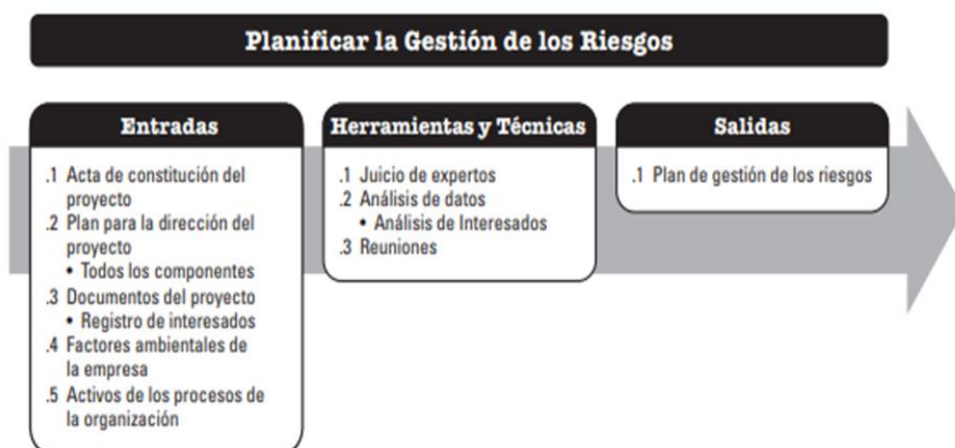 Planificar la Gestión de los Riesgos
Entradas
.1 Acta de constitución del
proyecto
.2 Plan para la dirección del
proyecto
• Todos los componentes
.3 Documentos del proyecto
• Registro de interesados
.4 Factores ambientales de
la empresa
.5 Activos de los procesos de
la organización
Herramientas y Técnicas
.1 Juicio de expertos
.2 Análisis de datos
• Análisis de Interesados
.3 Reuniones
Salidas
.1 Plan de gestión de los riesgos